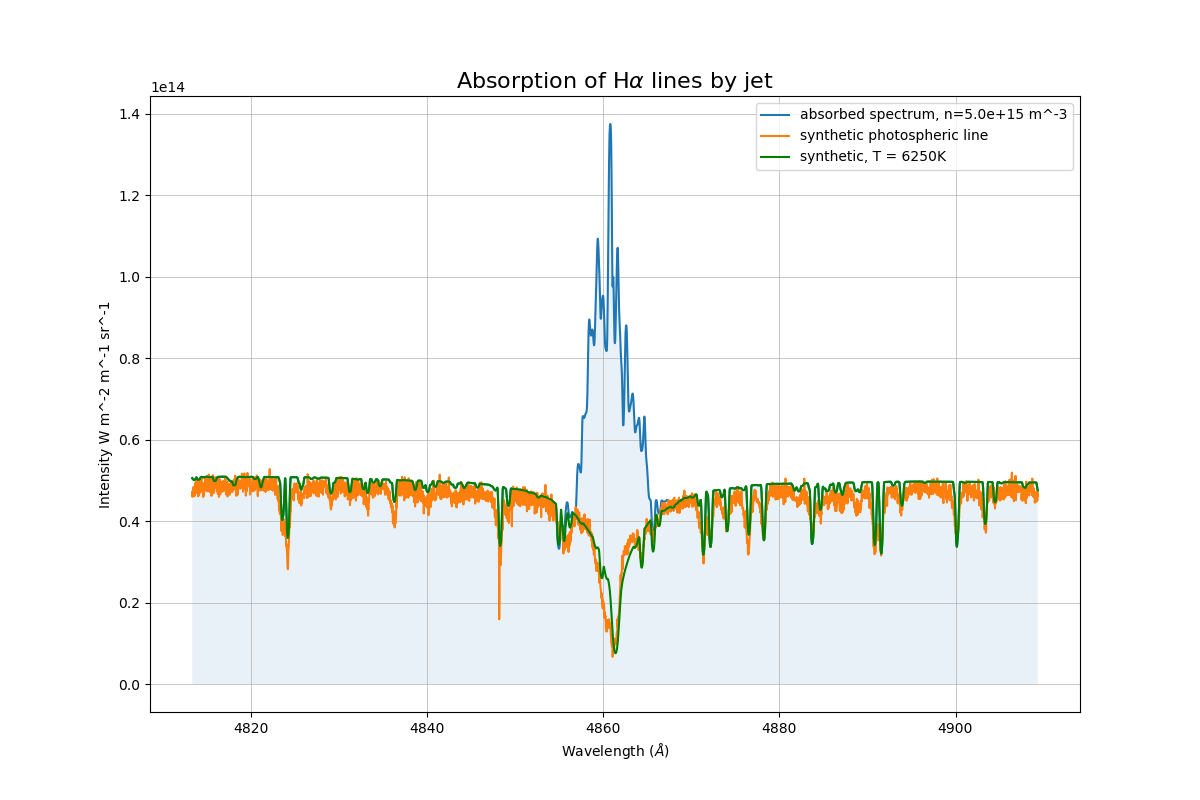 Absorption of Hα lines by jet
1e14
absorbed spectrum, n=5.0e+15 m^-3
synthetic photospheric line
synthetic, T = 6250K
1.4
1.2
1.0
0.8
0.6
0.4
0.2
0.0
Intensity W m^-2 m^-1 sr^-1
4820 4840 4860 4880 4900
Wavelength (Å)